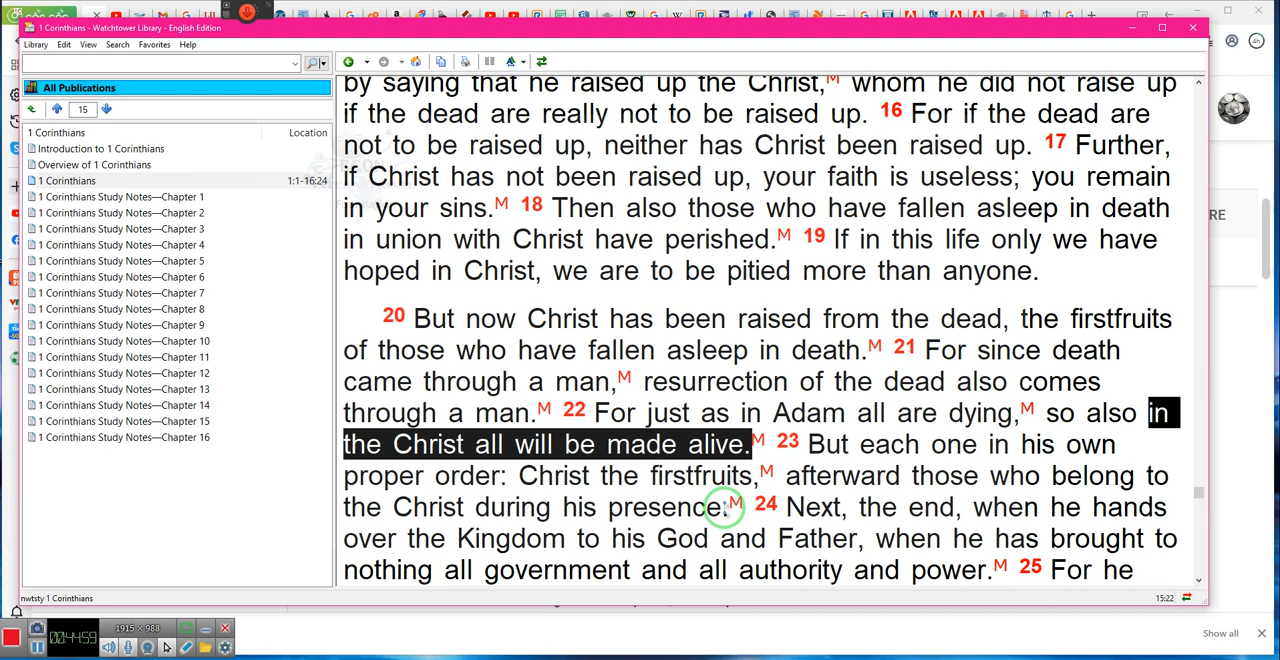 1 Corinthians - Watchtower Library - English Edition
Library Edit View Search Favorites Help
All Publications
15
1 Corinthians Location
Introduction to 1 Corinthians
Overview of 1 Corinthians
1 Corinthians 1:1-16:24
1 Corinthians Study Notes—Chapter 1
1 Corinthians Study Notes—Chapter 2
1 Corinthians Study Notes—Chapter 3
1 Corinthians Study Notes—Chapter 4
1 Corinthians Study Notes—Chapter 5
1 Corinthians Study Notes—Chapter 6
1 Corinthians Study Notes—Chapter 7
1 Corinthians Study Notes—Chapter 8
1 Corinthians Study Notes—Chapter 9
1 Corinthians Study Notes—Chapter 10
1 Corinthians Study Notes—Chapter 11
1 Corinthians Study Notes—Chapter 12
1 Corinthians Study Notes—Chapter 13
1 Corinthians Study Notes—Chapter 14
1 Corinthians Study Notes—Chapter 15
1 Corinthians Study Notes—Chapter 16
by saying that he raised up the Christ,M whom he did not raise up
if the dead are really not to be raised up. 16 For if the dead are
not to be raised up, neither has Christ been raised up. 17 Further,
if Christ has not been raised up, your faith is useless; you remain
in your sins.M 18 Then also those who have fallen asleep in death
in union with Christ have perished.M 19 If in this life only we have
hoped in Christ, we are to be pitied more than anyone.
20 But now Christ has been raised from the dead, the firstfruits
of those who have fallen asleep in death.M 21 For since death
came through a man,M resurrection of the dead also comes
through a man.M 22 For just as in Adam all are dying,M so also in
the Christ all will be made alive.M 23 But each one in his own
proper order: Christ the firstfruits,M afterward those who belong to
the Christ during his presence.M 24 Next, the end, when he hands
over the Kingdom to his God and Father, when he has brought to
nothing all government and all authority and power.M 25 For he
nwtsty 1 Corinthians
15:22
RE
Show all
1915 × 988